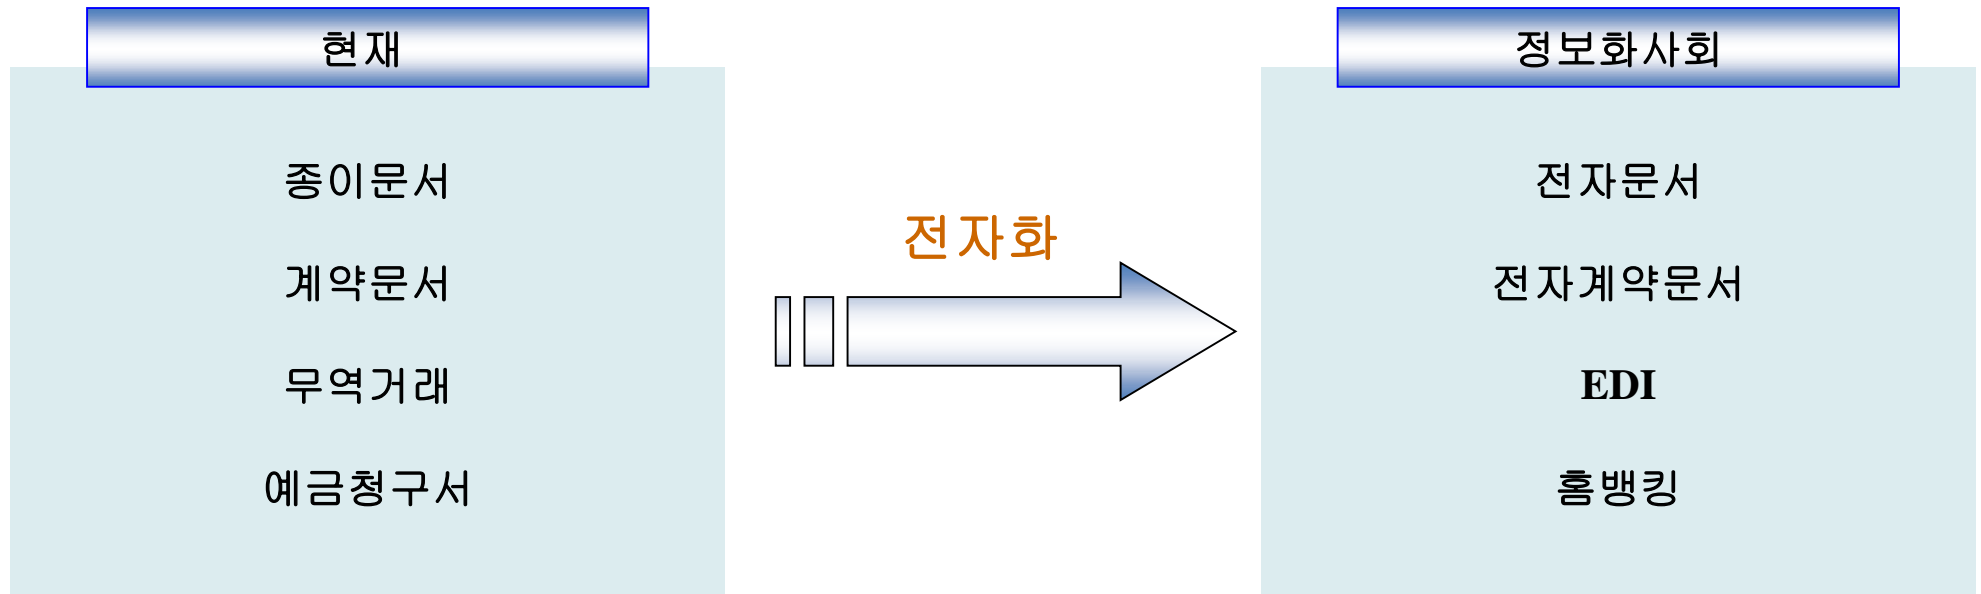 현재
종이문서
계약문서
무역거래
예금청구서
전자화
정보화사회
전자문서
전자계약문서
EDI
홈뱅킹